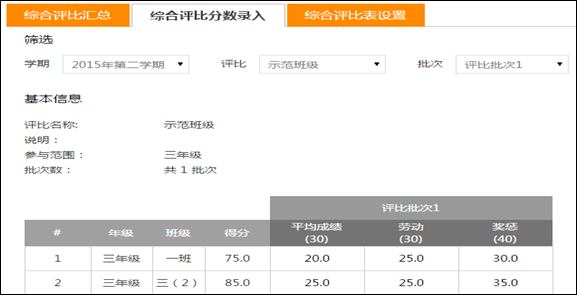 综合评比汇总 综合评比分数录入 综合评比表设置
筛选
学期 2015年第二学期 评比 示范班级 批次 评比批次1
基本信息
评比名称: 示范班级
说明：
参与范围： 三年级
批次数： 共 1 批次
评比批次1
# 年级 班级 得分 平均成绩 劳动 奖惩
(30) (30) (40)
1 三年级 一班 75.0 20.0 25.0 30.0
2 三年级 三（2） 85.0 25.0 25.0 35.0